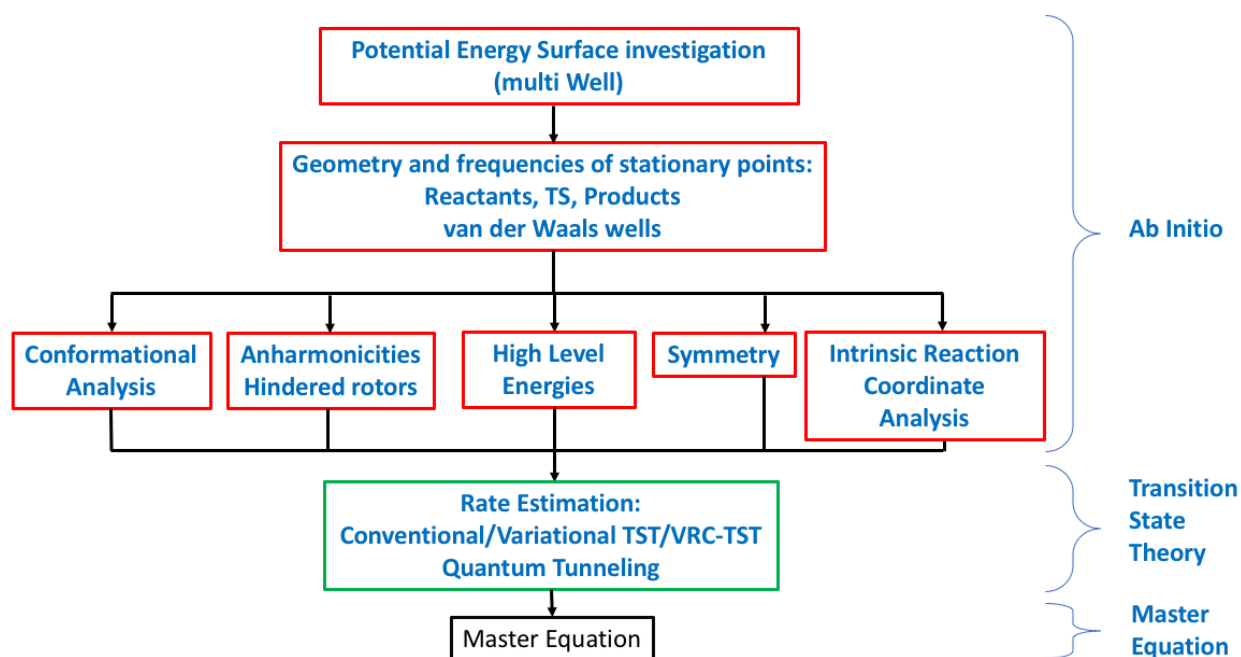 Potential Energy Surface investigation
(multi Well)
Geometry and frequencies of stationary points:
Reactants, TS, Products
van der Waals wells
Ab Initio
Conformational
Analysis
Anharmonicities
Hindered rotors
High Level
Energies
Symmetry
Intrinsic Reaction
Coordinate
Analysis
Rate Estimation:
Conventional/Variational TST/VRC-TST
Quantum Tunneling
Transition
State
Theory
Master Equation
Master
Equation